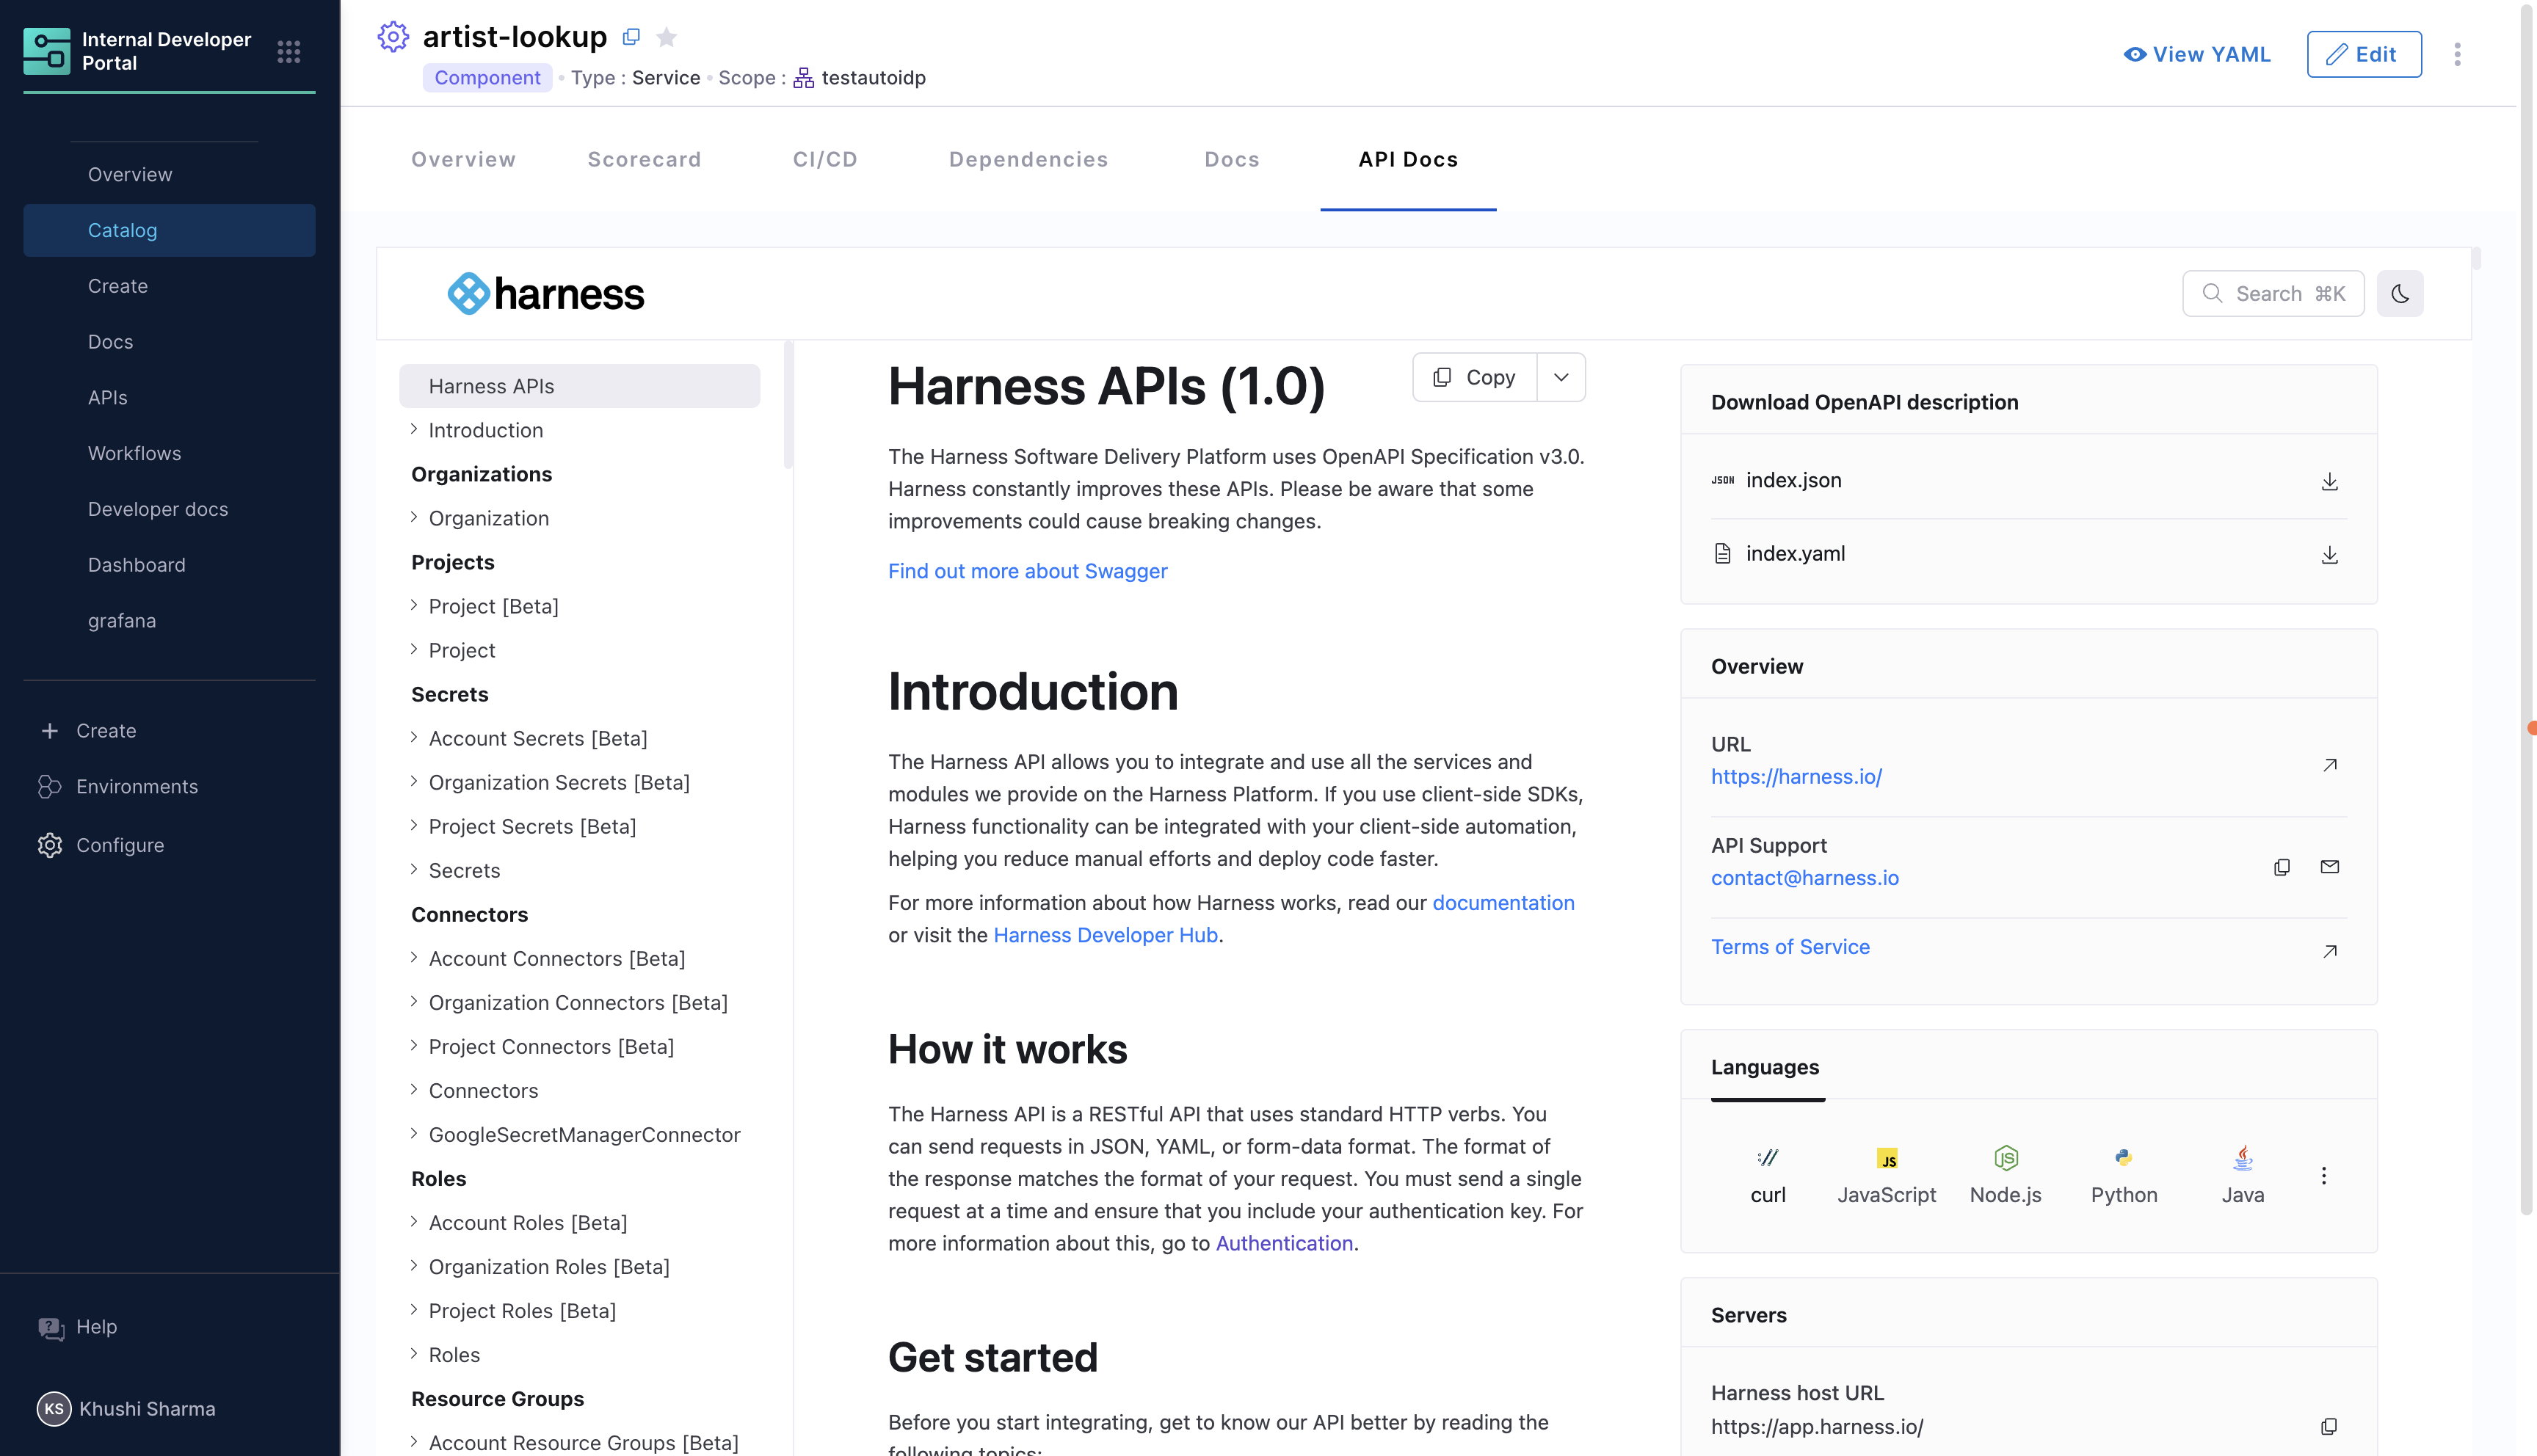 Internal Developer
Portal
Overview
Catalog
Create
Docs
APIs
Workflows
Developer docs
Dashboard
grafana
Create
Environments
Configure
Help
KS Khushi Sharma
artist-lookup
Component • Type : Service • Scope : testautoidp
View YAML
Edit
Overview Scorecard CI/CD Dependencies Docs API Docs
harness
Search ⌘K
Harness APIs
Introduction
Organizations
Organization
Projects
Project [Beta]
Project
Secrets
Account Secrets [Beta]
Organization Secrets [Beta]
Project Secrets [Beta]
Secrets
Connectors
Account Connectors [Beta]
Organization Connectors [Beta]
Project Connectors [Beta]
Connectors
GoogleSecretManagerConnector
Roles
Account Roles [Beta]
Organization Roles [Beta]
Project Roles [Beta]
Roles
Resource Groups
Account Resource Groups [Beta]
Harness APIs (1.0)
Copy
The Harness Software Delivery Platform uses OpenAPI Specification v3.0.
Harness constantly improves these APIs. Please be aware that some
improvements could cause breaking changes.
Find out more about Swagger
Introduction
The Harness API allows you to integrate and use all the services and
modules we provide on the Harness Platform. If you use client-side SDKs,
Harness functionality can be integrated with your client-side automation,
helping you reduce manual efforts and deploy code faster.
For more information about how Harness works, read our documentation
or visit the Harness Developer Hub.
How it works
The Harness API is a RESTful API that uses standard HTTP verbs. You
can send requests in JSON, YAML, or form-data format. The format of
the response matches the format of your request. You must send a single
request at a time and ensure that you include your authentication key. For
more information about this, go to Authentication.
Get started
Before you start integrating, get to know our API better by reading the
following topics:
Download OpenAPI description
JSON index.json
index.yaml
Overview
URL
https://harness.io/
API Support
contact@harness.io
Terms of Service
Languages
JS JS
curl JavaScript Node.js Python Java
Servers
Harness host URL
https://app.harness.io/